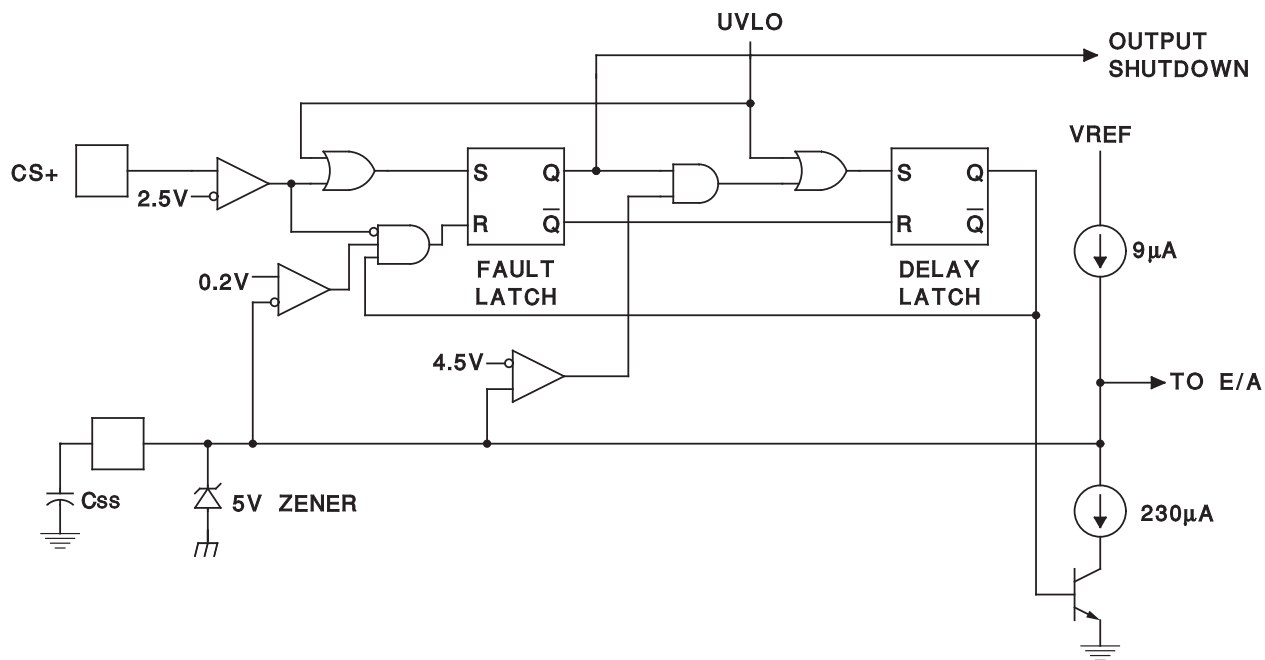 UVLO
OUTPUT
SHUTDOWN
VREF
CS+
2.5V
S
Q
R
Q̅
S
Q
R
Q̅
9µA
FAULT
LATCH
DELAY
LATCH
0.2V
4.5V
TO E/A
Css
5V ZENER
230µA